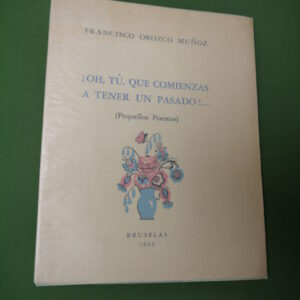 FRANCISCO OROZCO MUÑOZ
¡OH, TÚ, QUE COMIENZAS
A TENER UN PASADO!...
(Pequeños Poemas)
BRUSELAS
1952